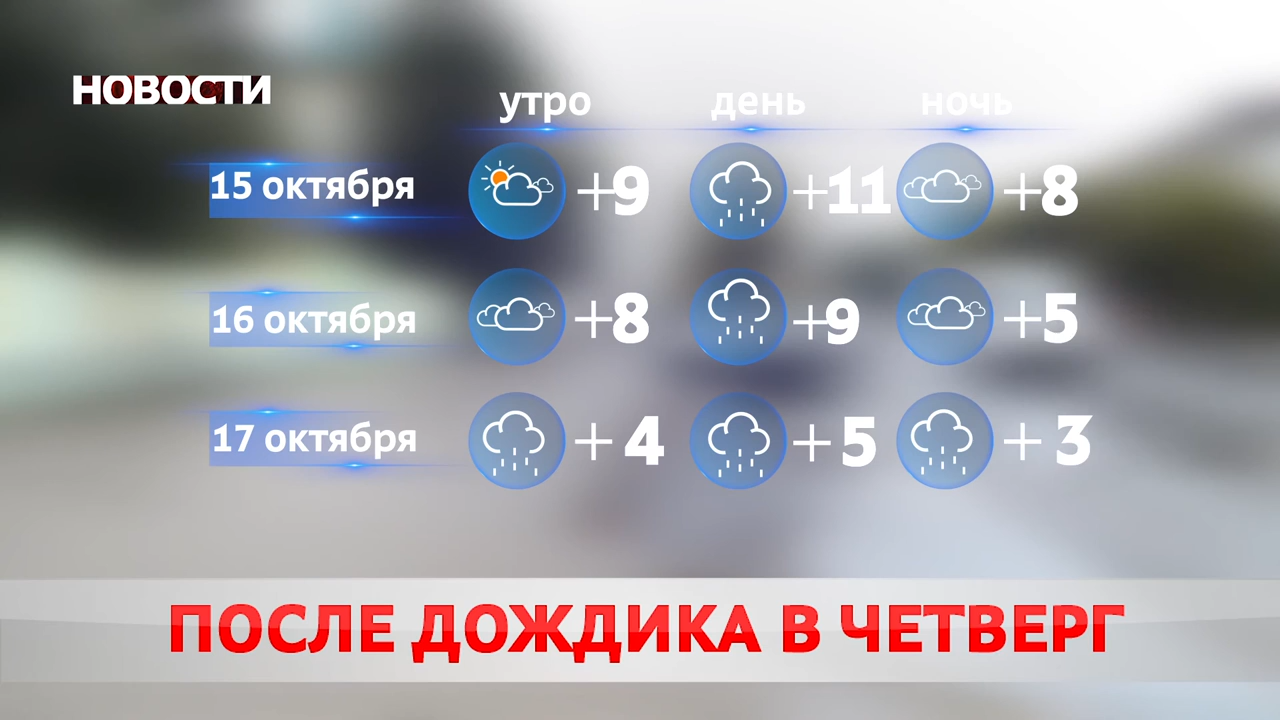 НОВОСТИ
утро день ночь
15 октября +9 +11 +8
16 октября +8 +9 +5
17 октября + 4 + 5 + 3
ПОСЛЕ ДОЖДИКА В ЧЕТВЕРГ